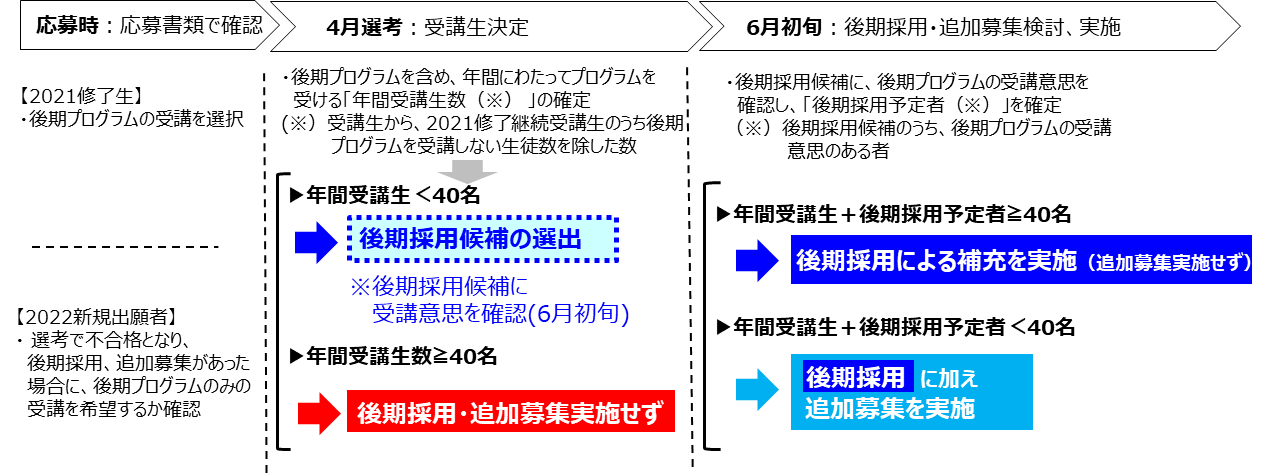 応募時：応募書類で確認
4月選考：受講生決定
6月初旬：後期採用・追加募集検討、実施
【2021修了生】
・後期プログラムの受講を選択
【2022新規出願者】
・ 選考で不合格となり、
後期採用、追加募集があった
場合に、後期プログラムのみの
受講を希望するか確認
・後期プログラムを含め、年間にわたってプログラムを
受ける「年間受講生数（※） 」の確定
（※）受講生から、2021修了継続受講生のうち後期
プログラムを受講しない生徒数を除した数
▶年間受講生＜40名
後期採用候補の選出
※後期採用候補に
受講意思を確認(6月初旬)
▶年間受講生数≧40名
後期採用・追加募集実施せず
・後期採用候補に、後期プログラムの受講意思を
確認し、「後期採用予定者（※）」を確定
（※）後期採用候補のうち、後期プログラムの受講
意思のある者
▶年間受講生＋後期採用予定者≧40名
後期採用による補充を実施（追加募集実施せず）
▶年間受講生＋後期採用予定者＜40名
後期採用 に加え
追加募集を実施